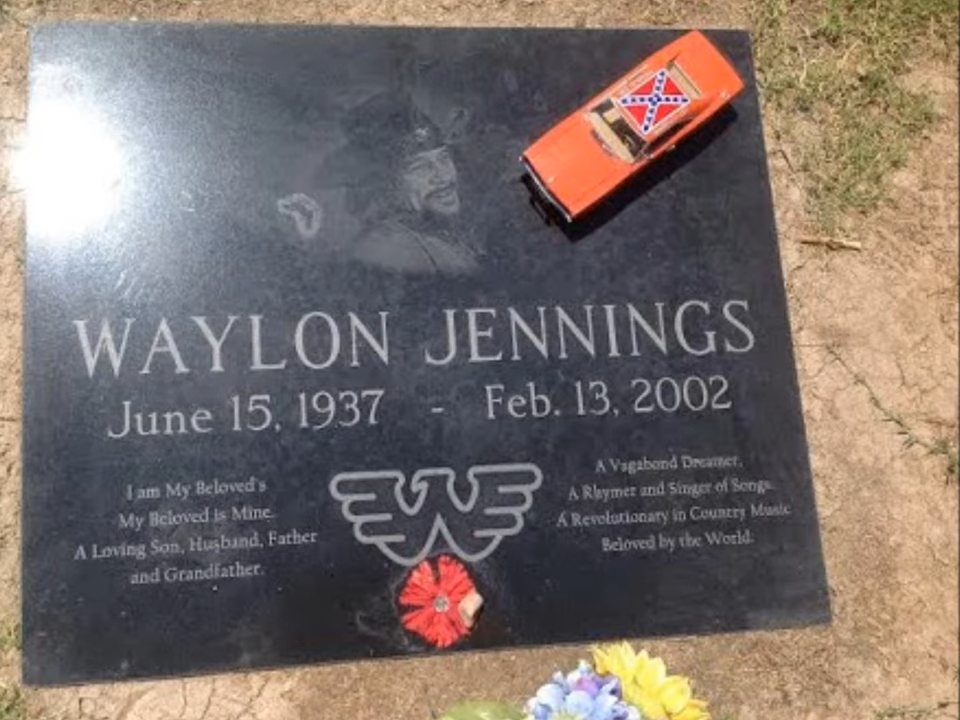 WAYLON JENNINGS
June 15, 1937 - Feb. 13, 2002
I am My Beloved's
My Beloved is Mine.
A Loving Son, Husband, Father
and Grandfather.
A Vagabond Dreamer,
A Rhymer and Singer of Songs.
A Revolutionary in Country Music
Beloved by the World.